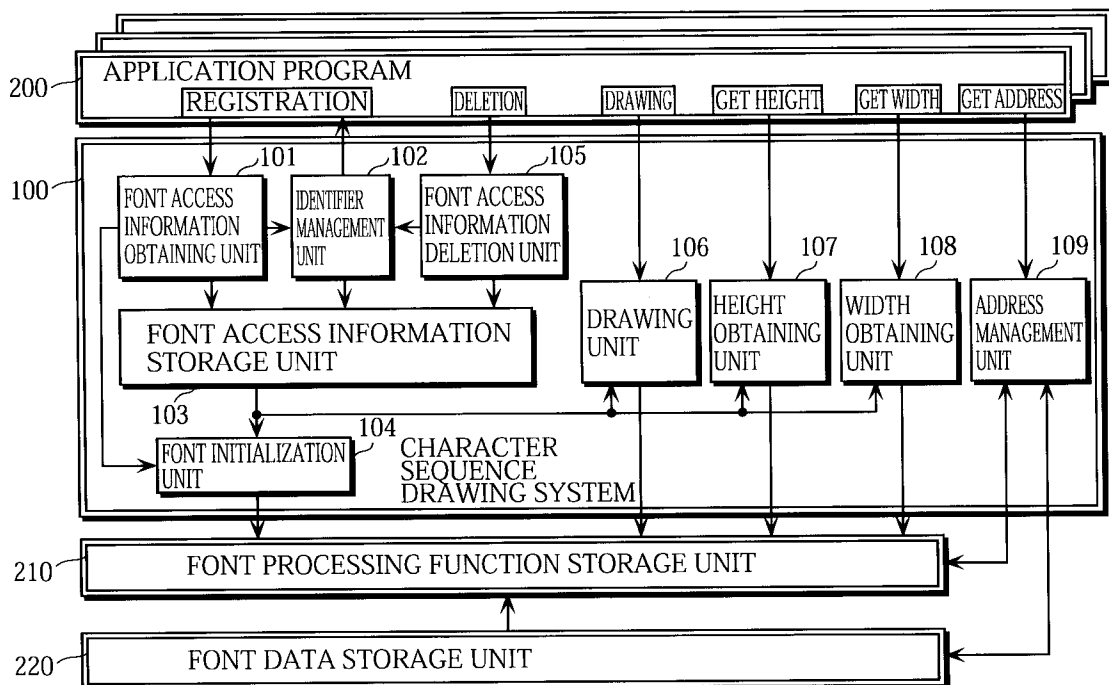 APPLICATION PROGRAM
200
REGISTRATION
DELETION
DRAWING
GET HEIGHT
GET WIDTH
GET ADDRESS
100
101
102
105
FONT ACCESS
INFORMATION
OBTAINING UNIT
IDENTIFIER
MANAGEMENT
UNIT
FONT ACCESS
INFORMATION
DELETION UNIT
106
107
108
109
DRAWING
UNIT
HEIGHT
OBTAINING
UNIT
WIDTH
OBTAINING
UNIT
ADDRESS
MANAGEMENT
UNIT
FONT ACCESS INFORMATION
STORAGE UNIT
103
104
FONT INITIALIZATION
UNIT
CHARACTER
SEQUENCE
DRAWING SYSTEM
210
FONT PROCESSING FUNCTION STORAGE UNIT
220
FONT DATA STORAGE UNIT